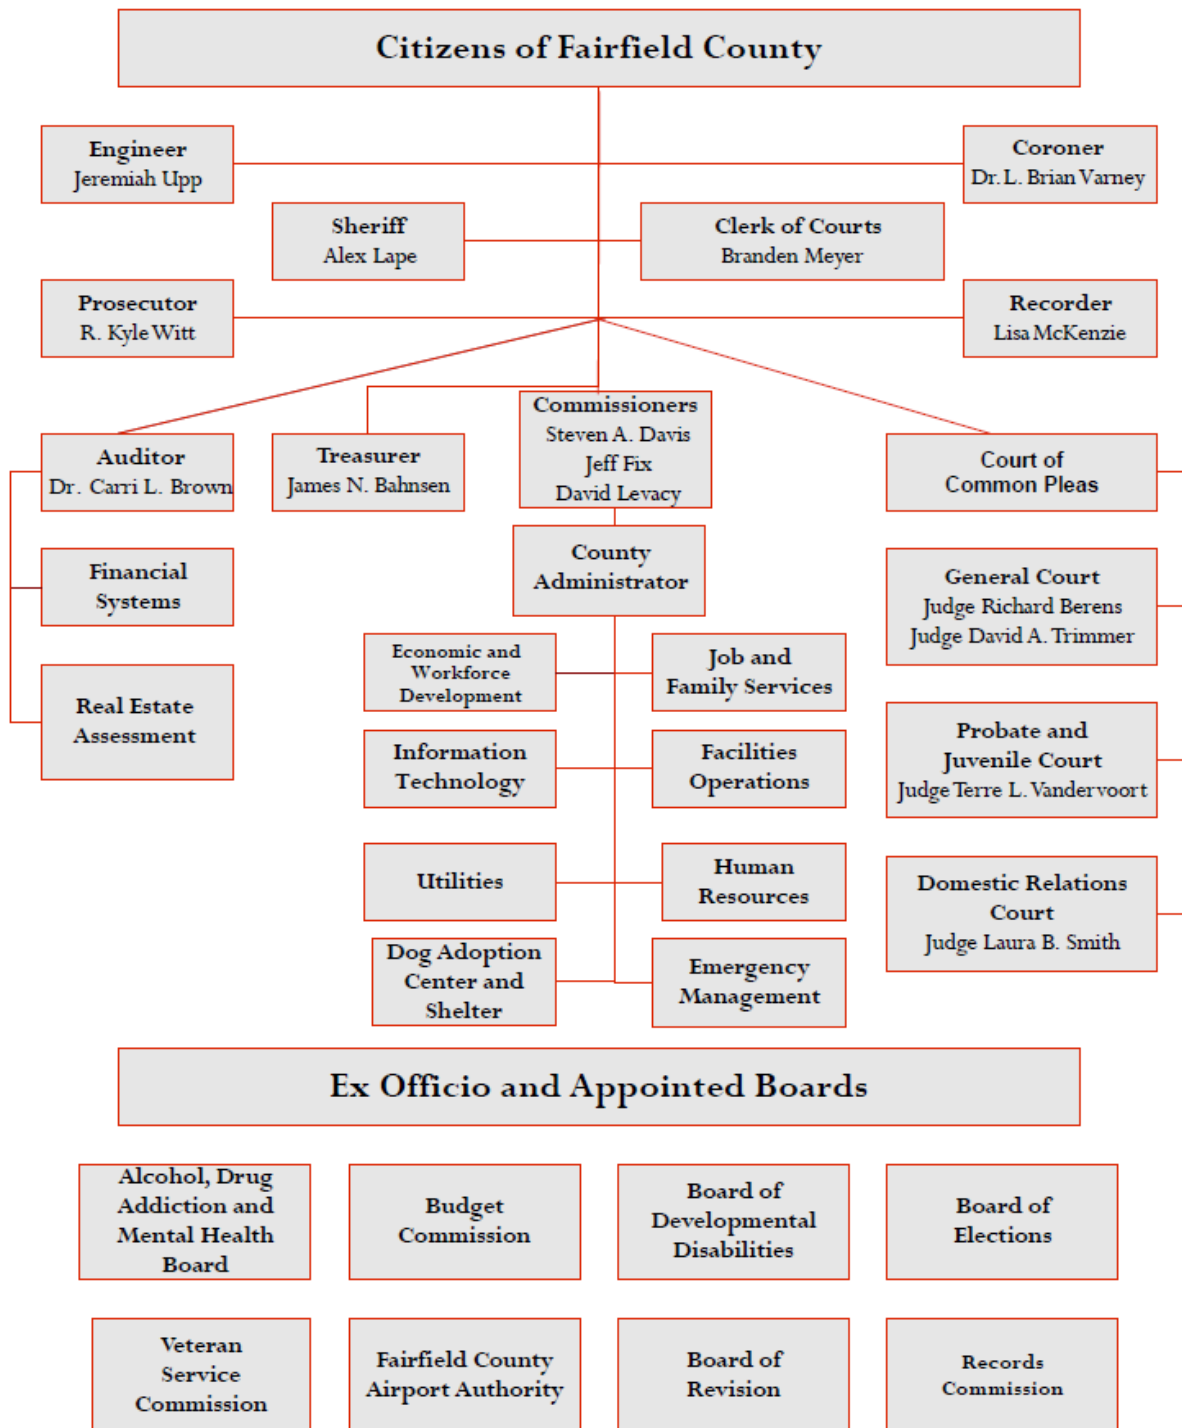 Citizens of Fairfield County
Engineer
Jeremiah Upp
Coroner
Dr. L. Brian Varney
Sheriff
Alex Lape
Clerk of Courts
Branden Meyer
Prosecutor
R. Kyle Witt
Recorder
Lisa McKenzie
Auditor
Dr. Carri L. Brown
Treasurer
James N. Bahnsen
Commissioners
Steven A. Davis
Jeff Fix
David Levacy
Court of
Common Pleas
County
Administrator
Financial
Systems
Real Estate
Assessment
Economic and
Workforce
Development
Job and
Family Services
Information
Technology
Facilities
Operations
Utilities
Human
Resources
Dog Adoption
Center and
Shelter
Emergency
Management
General Court
Judge Richard Berens
Judge David A. Trimmer
Probate and
Juvenile Court
Judge Terre L. Vandervoort
Domestic Relations
Court
Judge Laura B. Smith
Ex Officio and Appointed Boards
Alcohol, Drug
Addiction and
Mental Health
Board
Budget
Commission
Board of
Developmental
Disabilities
Board of
Elections
Veteran
Service
Commission
Fairfield County
Airport Authority
Board of
Revision
Records
Commission